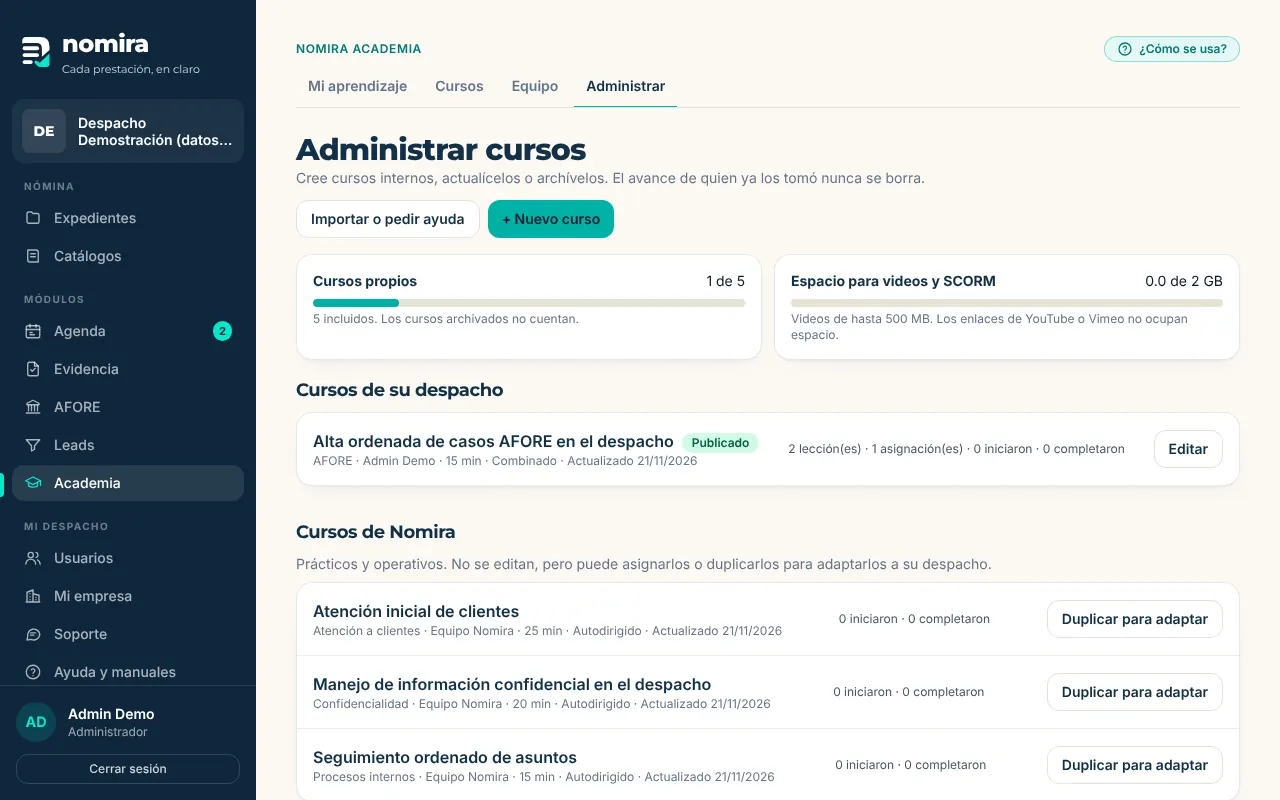 nomira
Cada prestación, en claro
DE
Despacho
Demostración (datos...
NÓMINA
Expedientes
Catálogos
MÓDULOS
Agenda
2
Evidencia
AFORE
Leads
Academia
MI DESPACHO
Usuarios
Mi empresa
Soporte
Ayuda y manuales
AD
Admin Demo
Administrador
Cerrar sesión
NOMIRA ACADEMIA
¿Cómo se usa?
Mi aprendizaje
Cursos
Equipo
Administrar
Administrar cursos
Cree cursos internos, actualícelos o archívelos. El avance de quien ya los tomó nunca se borra.
Importar o pedir ayuda
+ Nuevo curso
Cursos propios
1 de 5
5 incluidos. Los cursos archivados no cuentan.
Espacio para videos y SCORM
0.0 de 2 GB
Videos de hasta 500 MB. Los enlaces de YouTube o Vimeo no ocupan
espacio.
Cursos de su despacho
Alta ordenada de casos AFORE en el despacho
Publicado
AFORE · Admin Demo · 15 min · Combinado · Actualizado 21/11/2026
2 lección(es) · 1 asignación(es) · 0 iniciaron · 0 completaron
Editar
Cursos de Nomira
Prácticos y operativos. No se editan, pero puede asignarlos o duplicarlos para adaptarlos a su despacho.
Atención inicial de clientes
Atención a clientes · Equipo Nomira · 25 min · Autodirigido · Actualizado 21/11/2026
0 iniciaron · 0 completaron
Duplicar para adaptar
Manejo de información confidencial en el despacho
Confidencialidad · Equipo Nomira · 20 min · Autodirigido · Actualizado 21/11/2026
0 iniciaron · 0 completaron
Duplicar para adaptar
Seguimiento ordenado de asuntos
Procesos internos · Equipo Nomira · 15 min · Autodirigido · Actualizado 21/11/2026
0 iniciaron · 0 completaron
Duplicar para adaptar